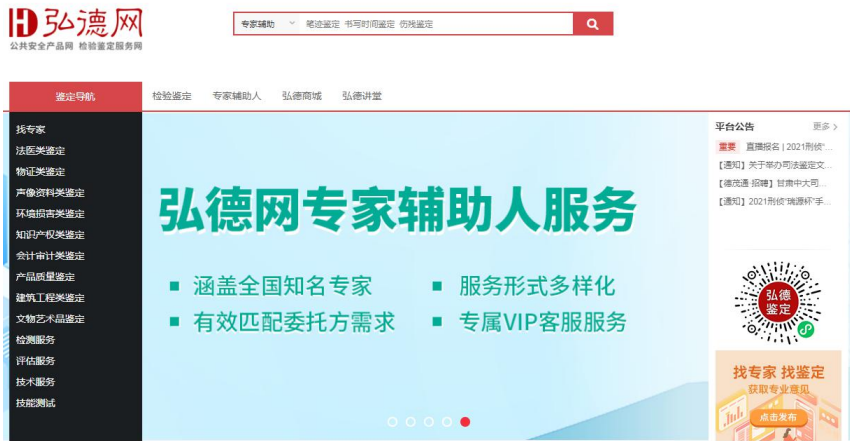 弘德网
公共安全产品网 检验鉴定服务网
专家辅助 笔迹鉴定 书写时间鉴定 伤残鉴定
鉴定导航 检验鉴定 专家辅助人 弘德商城 弘德讲堂
找专家
法医类鉴定
物证类鉴定
声像资料类鉴定
环境损害类鉴定
知识产权类鉴定
会计审计类鉴定
产品质量鉴定
建筑工程类鉴定
文物艺术品鉴定
检测服务
评估服务
技术服务
技能测试
弘德网专家辅助人服务
■ 涵盖全国知名专家 ■ 服务形式多样化
■ 有效匹配委托方需求 ■ 专属VIP客服服务
平台公告 更多 >
重要 直播报名 | 2021刑侦“...
【通知】关于举办司法鉴定文...
【德茂通·招聘】甘肃中大司...
【通知】2021刑侦“瑞源杯”手...
弘德
鉴定
找专家 找鉴定
获取专业意见
点击发布